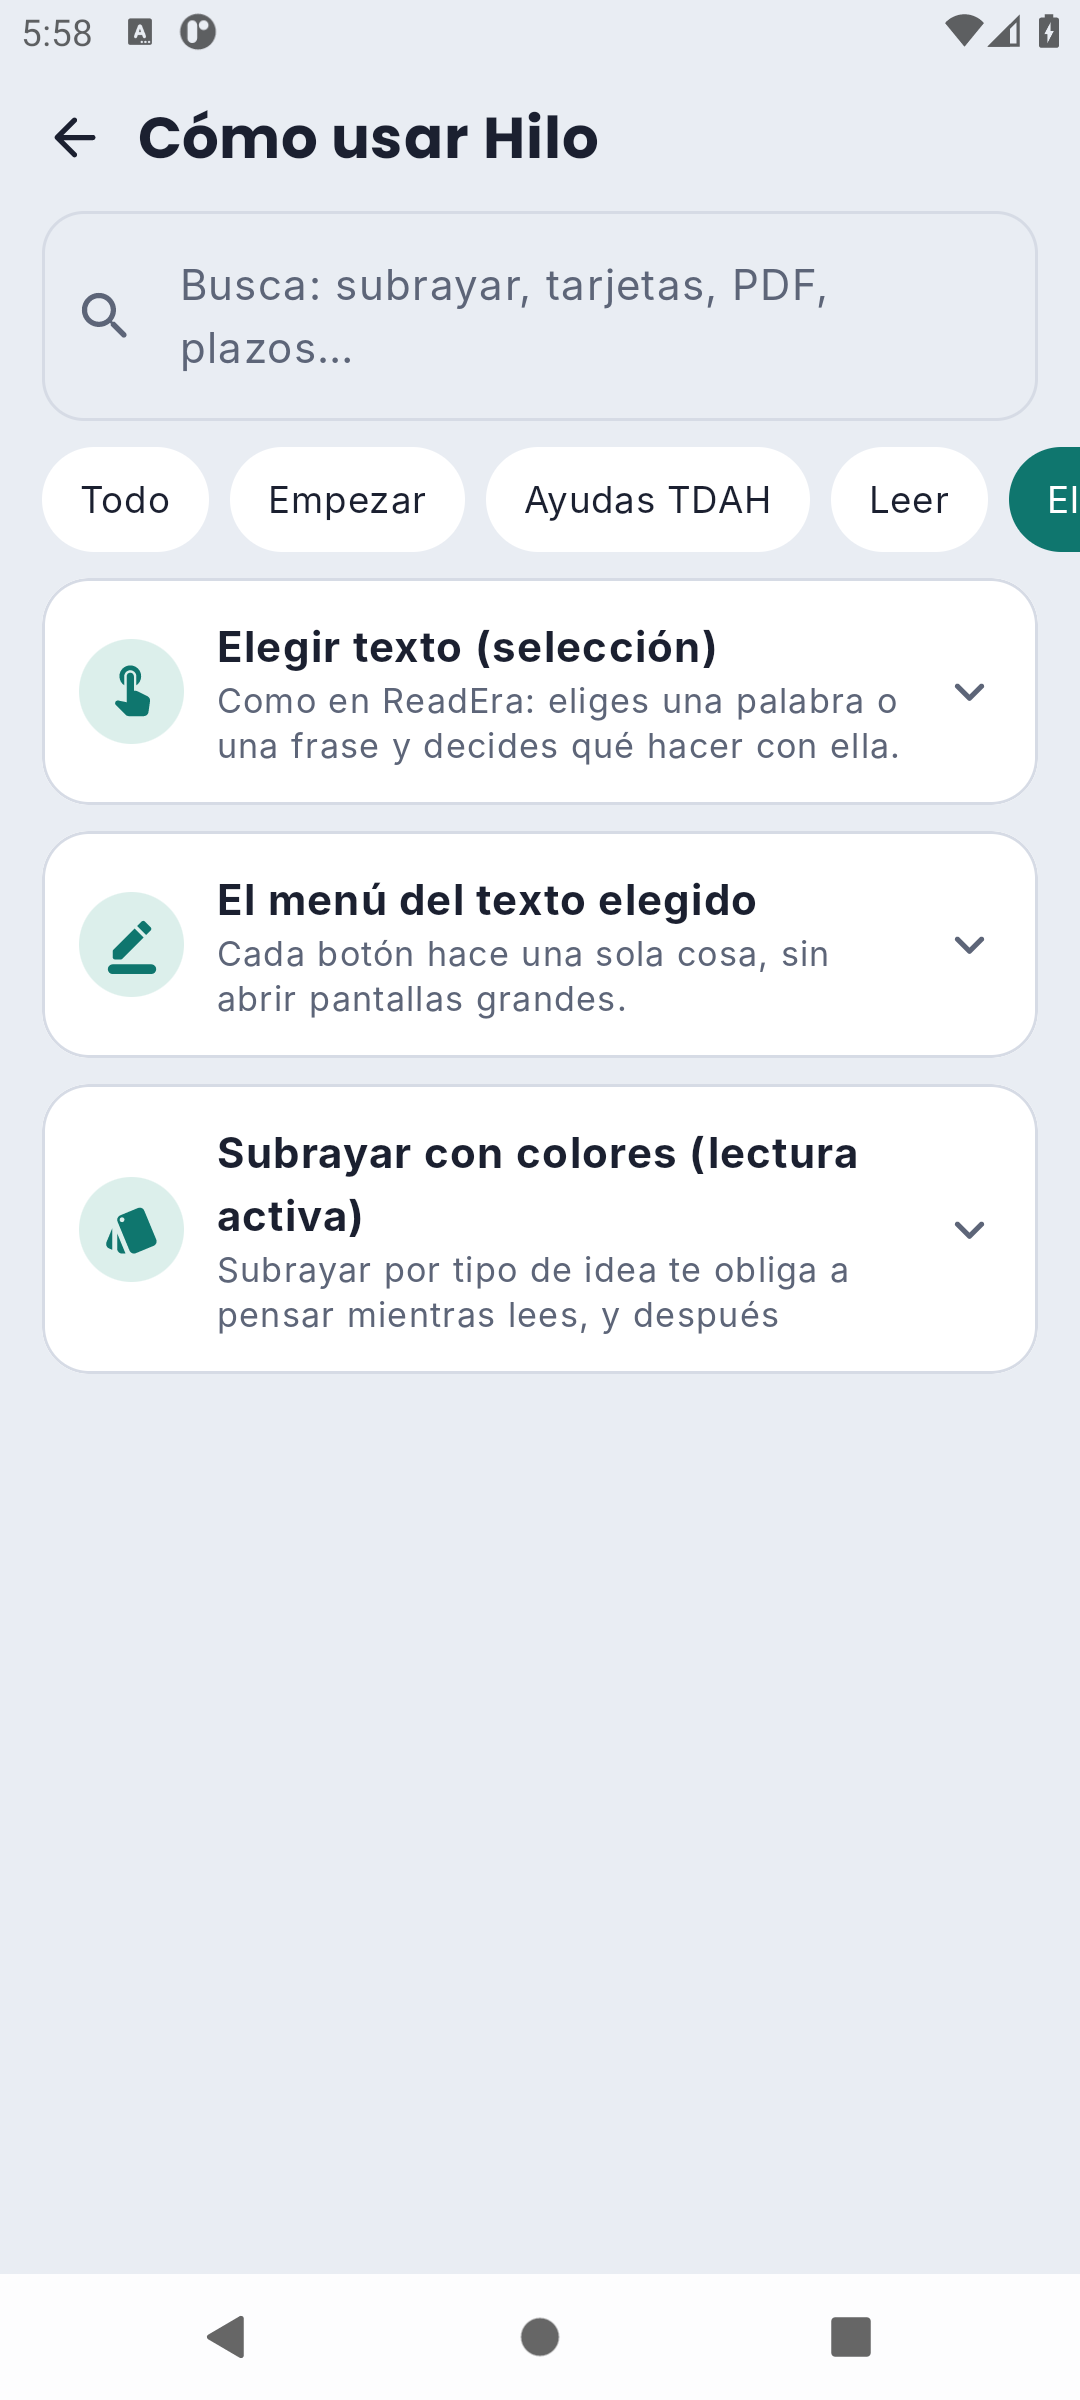 5:58
Cómo usar Hilo
Busca: subrayar, tarjetas, PDF,
plazos...
Todo
Empezar
Ayudas TDAH
Leer
El
Elegir texto (selección)
Como en ReadEra: eliges una palabra o
una frase y decides qué hacer con ella.
El menú del texto elegido
Cada botón hace una sola cosa, sin
abrir pantallas grandes.
Subrayar con colores (lectura
activa)
Subrayar por tipo de idea te obliga a
pensar mientras lees, y después